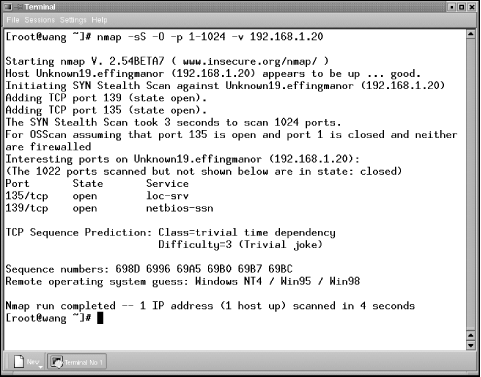 Terminal
File Sessions Settings Help
[root@wang /]# nmap -sS -O -p 1-1024 -v 192.168.1.20
Starting nmap V. 2.54BETA7 ( www.insecure.org/nmap/ )
Host Unknown19.effingmanor (192.168.1.20) appears to be up ... good.
Initiating SYN Stealth Scan against Unknown19.effingmanor (192.168.1.20)
Adding TCP port 139 (state open).
Adding TCP port 135 (state open).
The SYN Stealth Scan took 3 seconds to scan 1024 ports.
For OSScan assuming that port 135 is open and port 1 is closed and neither
are firewalled
Interesting ports on Unknown19.effingmanor (192.168.1.20):
(The 1022 ports scanned but not shown below are in state: closed)
Port State Service
135/tcp open loc-srv
139/tcp open netbios-ssn
TCP Sequence Prediction: Class=trivial time dependency
Difficulty=3 (Trivial joke)
Sequence numbers: 698D 6996 69A5 69B0 69B7 69BC
Remote operating system guess: Windows NT4 / Win95 / Win98
Nmap run completed -- 1 IP address (1 host up) scanned in 4 seconds
[root@wang /]#
New Terminal No 1